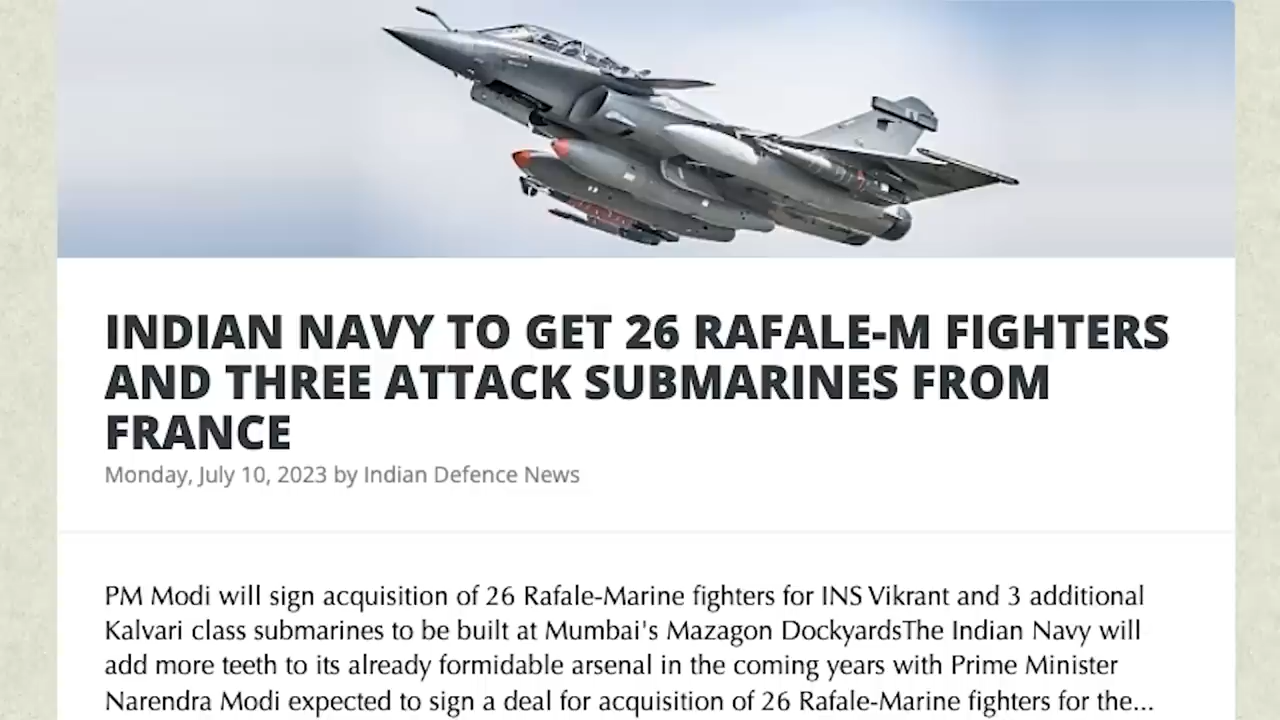 INDIAN NAVY TO GET 26 RAFALE-M FIGHTERS
AND THREE ATTACK SUBMARINES FROM
FRANCE
Monday, July 10, 2023 by Indian Defence News
PM Modi will sign acquisition of 26 Rafale-Marine fighters for INS Vikrant and 3 additional
Kalvari class submarines to be built at Mumbai's Mazagon DockyardsThe Indian Navy will
add more teeth to its already formidable arsenal in the coming years with Prime Minister
Narendra Modi expected to sign a deal for acquisition of 26 Rafale-Marine fighters for the...